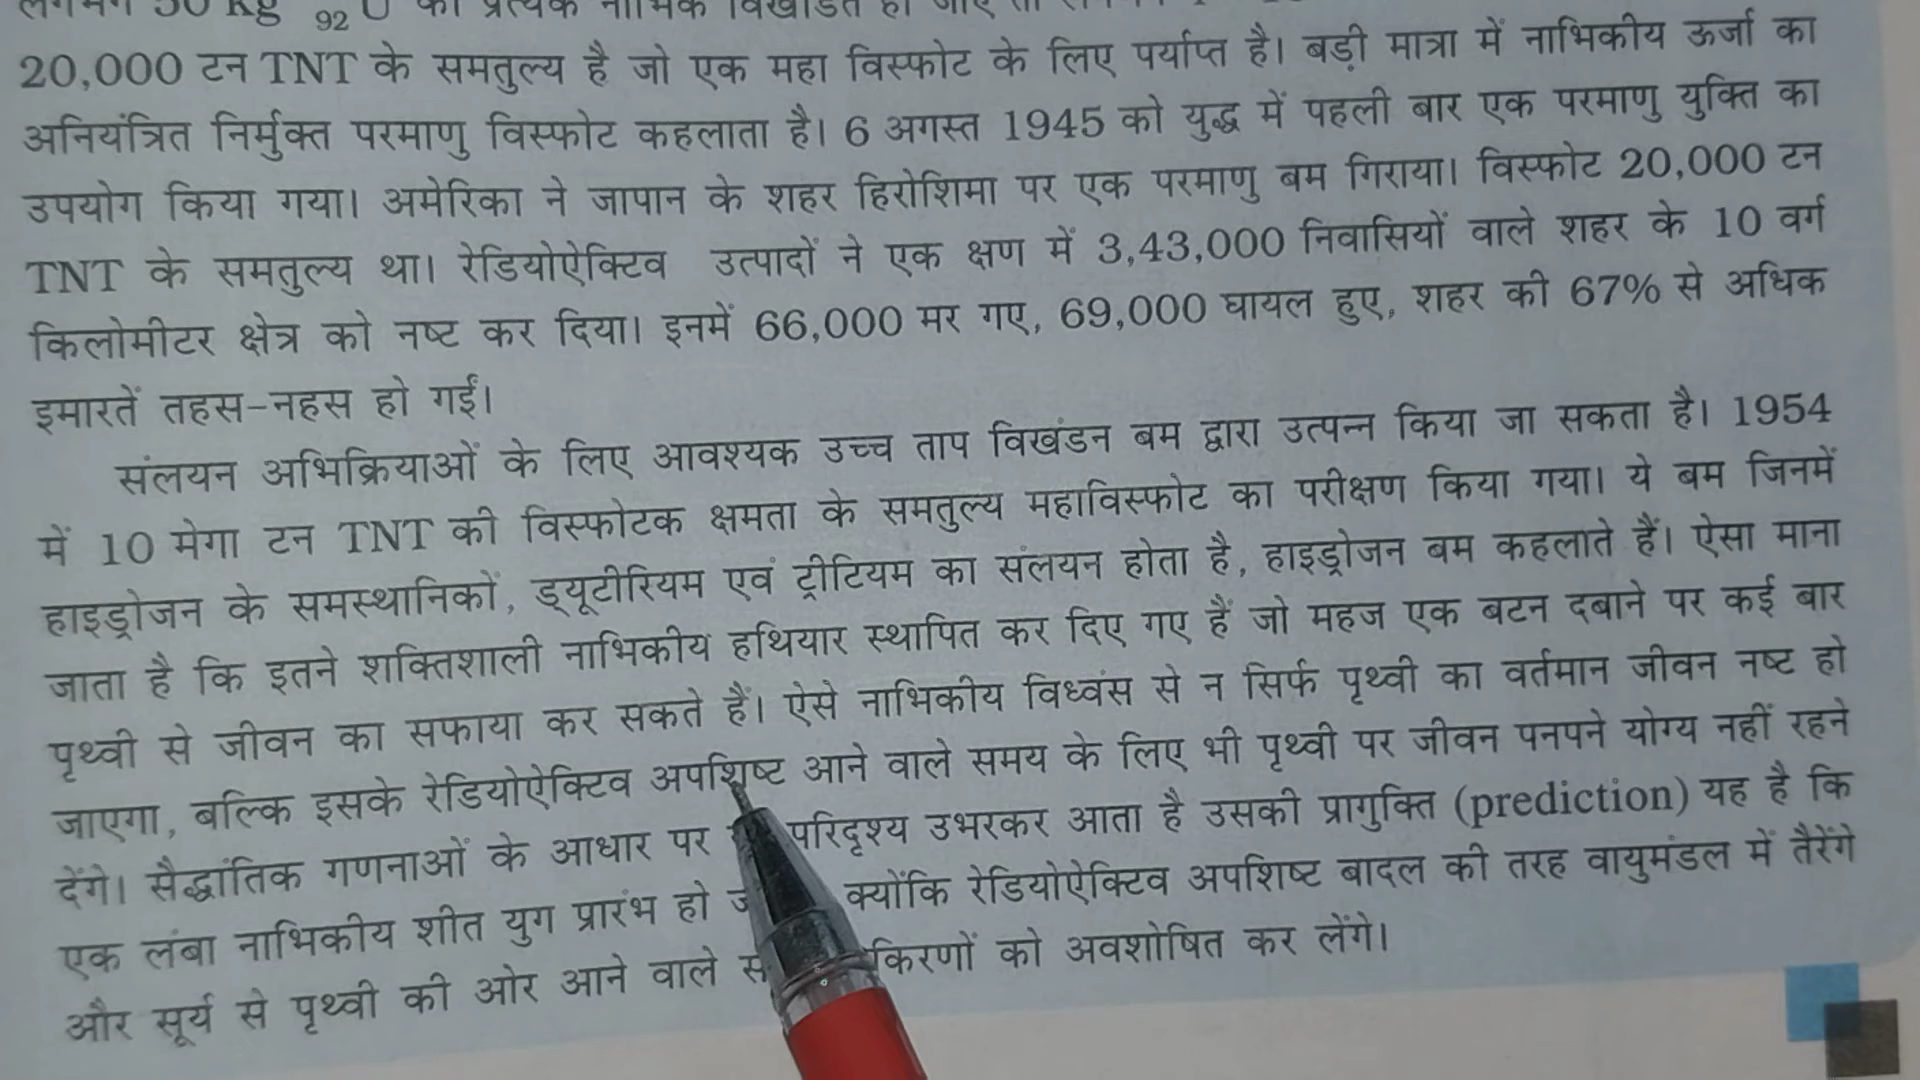 50 kg ₉₂U
20,000 टन TNT के समतुल्य है जो एक महा विस्फोट के लिए पर्याप्त है। बड़ी मात्रा में नाभिकीय ऊर्जा का
अनियंत्रित निर्मुक्त परमाणु विस्फोट कहलाता है। 6 अगस्त 1945 को युद्ध में पहली बार एक परमाणु युक्ति का
उपयोग किया गया। अमेरिका ने जापान के शहर हिरोशिमा पर एक परमाणु बम गिराया। विस्फोट 20,000 टन
TNT के समतुल्य था। रेडियोऐक्टिव उत्पादों ने एक क्षण में 3,43,000 निवासियों वाले शहर के 10 वर्ग
किलोमीटर क्षेत्र को नष्ट कर दिया। इनमें 66,000 मर गए, 69,000 घायल हुए, शहर की 67% से अधिक
इमारतें तहस-नहस हो गईं।
संलयन अभिक्रियाओं के लिए आवश्यक उच्च ताप विखंडन बम द्वारा उत्पन्न किया जा सकता है। 1954
में 10 मेगा टन TNT की विस्फोटक क्षमता के समतुल्य महाविस्फोट का परीक्षण किया गया। ये बम जिनमें
हाइड्रोजन के समस्थानिकों, ड्यूटीरियम एवं ट्रीटियम का संलयन होता है, हाइड्रोजन बम कहलाते हैं। ऐसा माना
जाता है कि इतने शक्तिशाली नाभिकीय हथियार स्थापित कर दिए गए हैं जो महज एक बटन दबाने पर कई बार
पृथ्वी से जीवन का सफाया कर सकते हैं। ऐसे नाभिकीय विध्वंस से न सिर्फ पृथ्वी का वर्तमान जीवन नष्ट हो
जाएगा, बल्कि इसके रेडियोऐक्टिव अपशिष्ट आने वाले समय के लिए भी पृथ्वी पर जीवन पनपने योग्य नहीं रहने
देंगे। सैद्धांतिक गणनाओं के आधार पर परिदृश्य उभरकर आता है उसकी प्रागुक्ति (prediction) यह है कि
एक लंबा नाभिकीय शीत युग प्रारंभ हो क्योंकि रेडियोऐक्टिव अपशिष्ट बादल की तरह वायुमंडल में तैरेंगे
और सूर्य से पृथ्वी की ओर आने वाले किरणों को अवशोषित कर लेंगे।